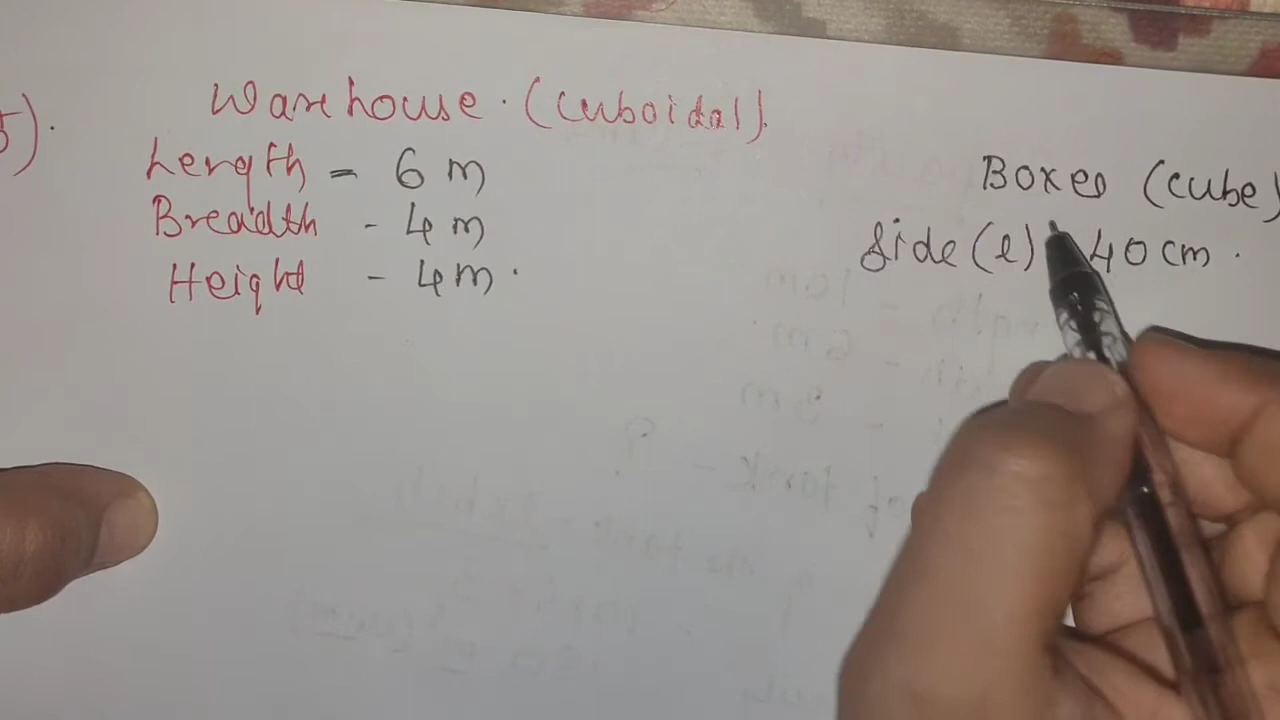 5).
Warehouse. (cuboidal).
Length = 6 m
Breadth - 4 m
Height - 4 m.
Boxes (cube)
Side (l) 40 cm.